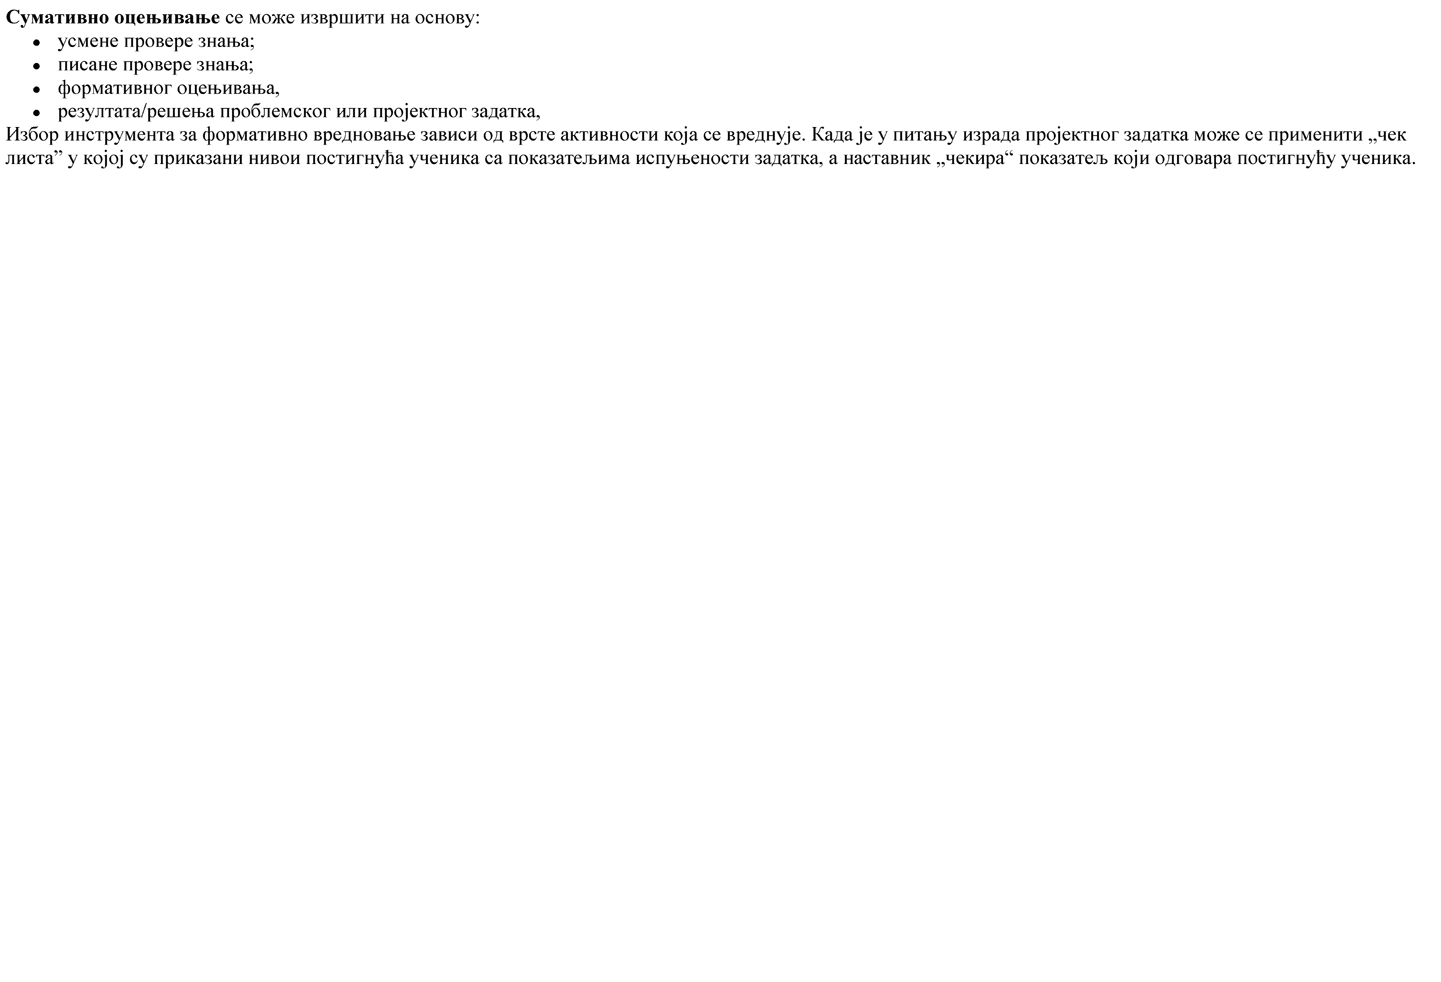 Сумативно оцењивање се може извршити на основу:
● усмене провере знања;
● писане провере знања;
● формативног оцењивања,
● резултата/решења проблемског или пројектног задатка,
Избор инструмента за формативно вредновање зависи од врсте активности која се вреднује. Када је у питању израда пројектног задатка може се применити „чек
листа” у којој су приказани нивои постигнућа ученика са показатељима испуњености задатка, а наставник „чекира“ показатељ који одговара постигнућу ученика.